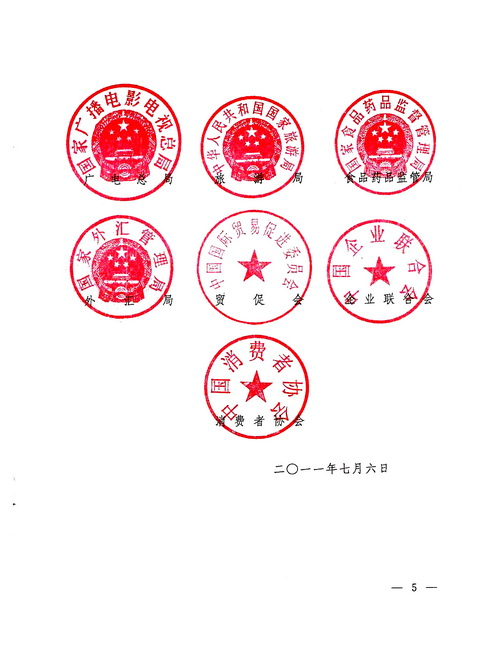 国家广播电影电视总局
广电总局
中华人民共和国国家旅游局
旅游局
国家食品药品监督管理局
食品药品监管局
国家外汇管理局
外汇局
中国国际贸易促进委员会
贸促会
中国企业联合会
企业联合会
中国消费者协会
消费者协会
二〇一一年七月六日
— 5 —